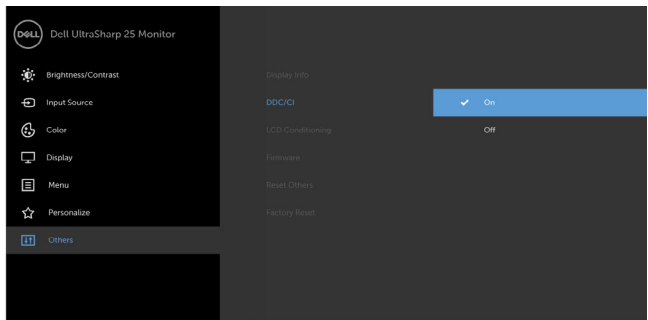 DELL Dell UltraSharp 25 Monitor
Brightness/Contrast
Input Source
Color
Display
Menu
Personalize
Others
Display Info
DDC/CI
LCD Conditioning
Firmware
Reset Others
Factory Reset
On
Off